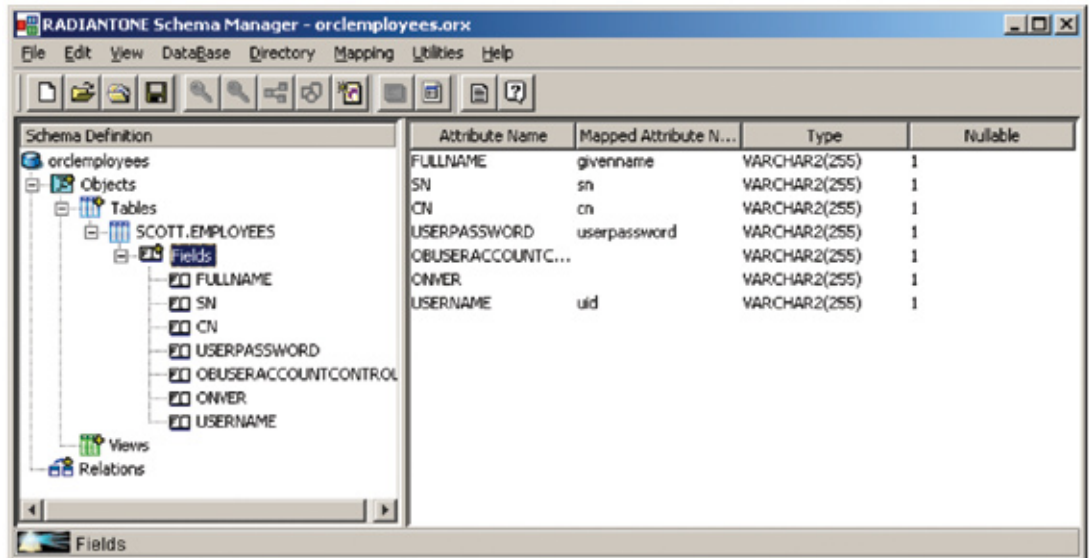 RADIANTONE Schema Manager - orclemployees.orx
File Edit View DataBase Directory Mapping Utilities Help
Schema Definition
orclemployees
Objects
Tables
SCOTT.EMPLOYEES
Fields
FULLNAME
SN
CN
USERPASSWORD
OBUSERACCOUNTCONTROL
ONVER
USERNAME
Views
Relations
Attribute Name Mapped Attribute N... Type Nullable
FULLNAME givenname VARCHAR2(255) 1
SN sn VARCHAR2(255) 1
CN cn VARCHAR2(255) 1
USERPASSWORD userpassword VARCHAR2(255) 1
OBUSERACCOUNTC... VARCHAR2(255) 1
ONVER VARCHAR2(255) 1
USERNAME uid VARCHAR2(255) 1
Fields